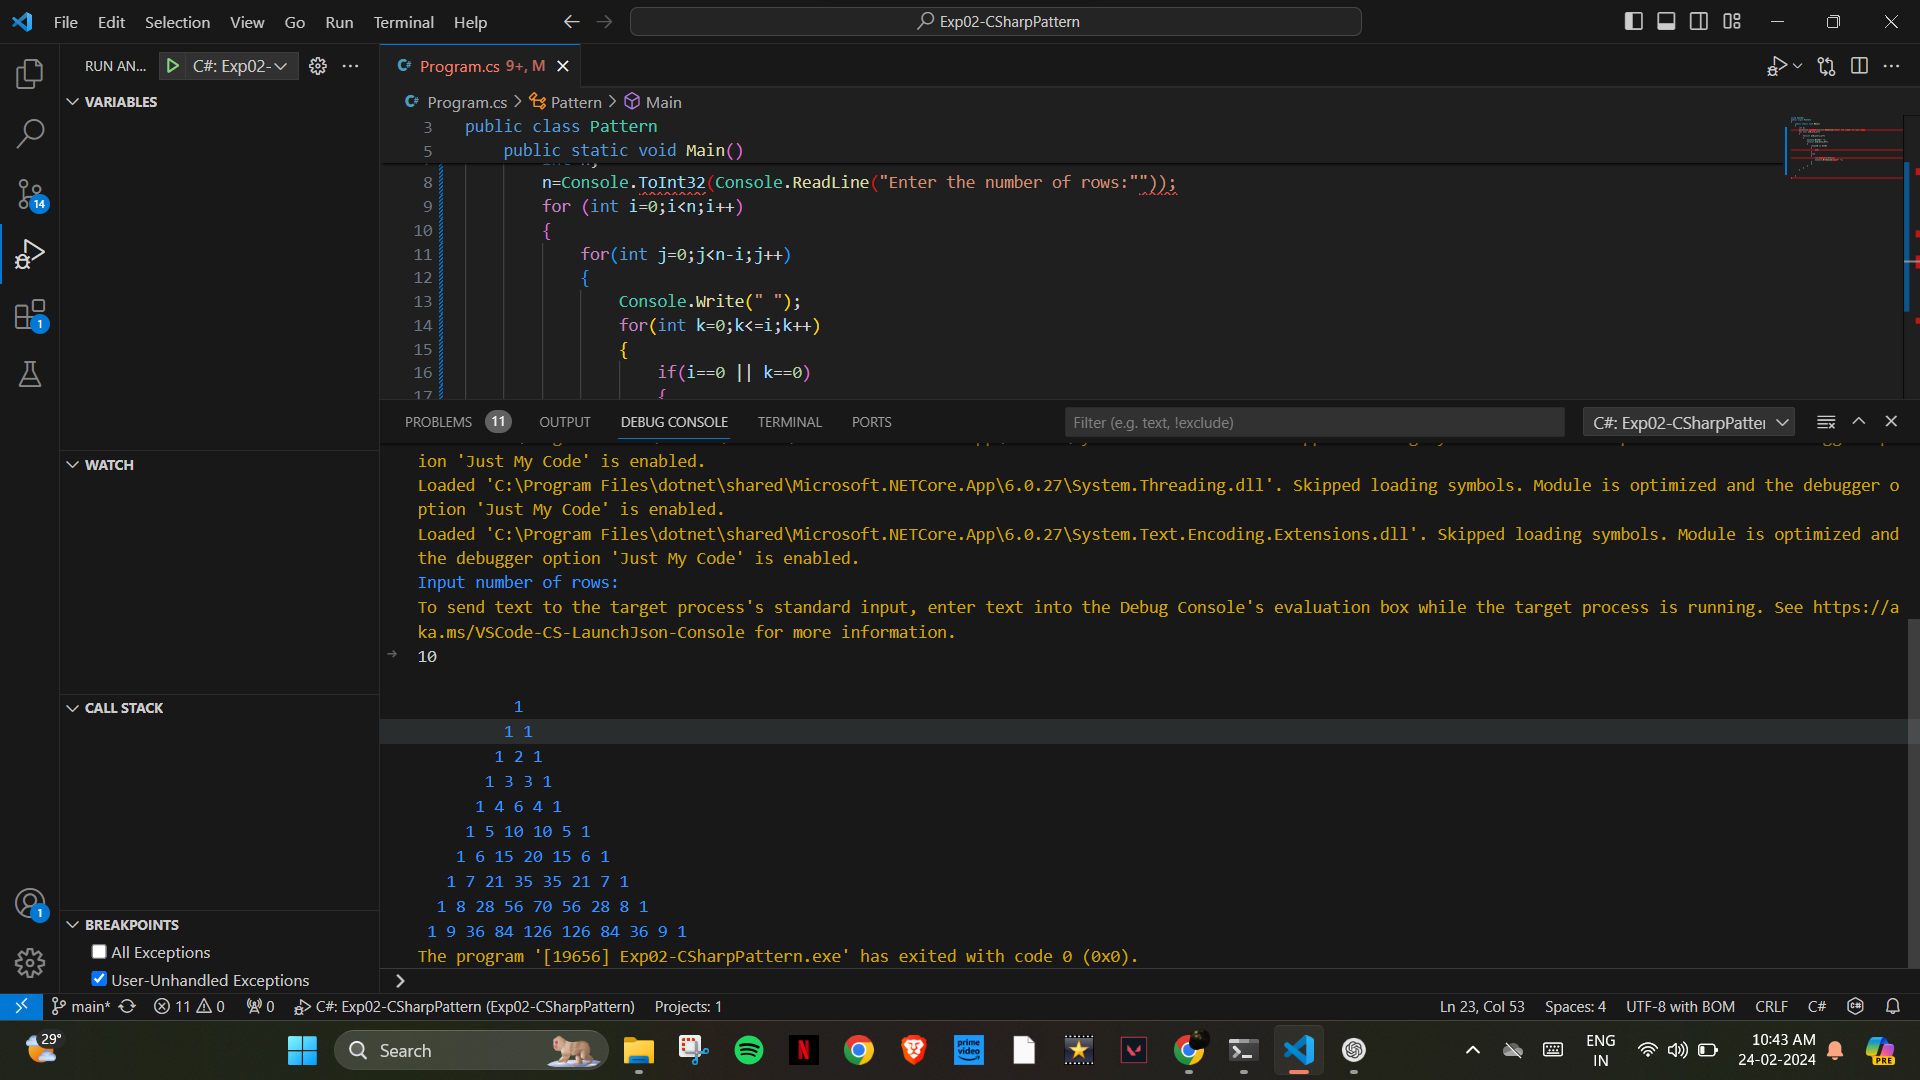 File Edit Selection View Go Run Terminal Help
Exp02-CSharpPattern
RUN AN...
C#: Exp02-
Program.cs 9+, M
VARIABLES
Program.cs > Pattern > Main
3 public class Pattern
5 public static void Main()
8 n=Console.ToInt32(Console.ReadLine("Enter the number of rows:""));
9 for (int i=0;i<n;i++)
10 {
11 for(int j=0;j<n-i;j++)
12 {
13 Console.Write(" ");
14 for(int k=0;k<=i;k++)
15 {
16 if(i==0 || k==0)
17 {
PROBLEMS 11 OUTPUT DEBUG CONSOLE TERMINAL PORTS
Filter (e.g. text, !exclude)
C#: Exp02-CSharpPatter
ion 'Just My Code' is enabled.
Loaded 'C:\Program Files\dotnet\shared\Microsoft.NETCore.App\6.0.27\System.Threading.dll'. Skipped loading symbols. Module is optimized and the debugger o
ption 'Just My Code' is enabled.
Loaded 'C:\Program Files\dotnet\shared\Microsoft.NETCore.App\6.0.27\System.Text.Encoding.Extensions.dll'. Skipped loading symbols. Module is optimized and
the debugger option 'Just My Code' is enabled.
Input number of rows:
To send text to the target process's standard input, enter text into the Debug Console's evaluation box while the target process is running. See https://a
ka.ms/VSCode-CS-LaunchJson-Console for more information.
10
1
1 1
1 2 1
1 3 3 1
1 4 6 4 1
1 5 10 10 5 1
1 6 15 20 15 6 1
1 7 21 35 35 21 7 1
1 8 28 56 70 56 28 8 1
1 9 36 84 126 126 84 36 9 1
The program '[19656] Exp02-CSharpPattern.exe' has exited with code 0 (0x0).
WATCH
CALL STACK
BREAKPOINTS
All Exceptions
User-Unhandled Exceptions
14
1
1
main* 11 0 0 C#: Exp02-CSharpPattern (Exp02-CSharpPattern) Projects: 1
Ln 23, Col 53 Spaces: 4 UTF-8 with BOM CRLF C#
29°
Search
prime video
ENG
IN
10:43 AM
24-02-2024
PRE